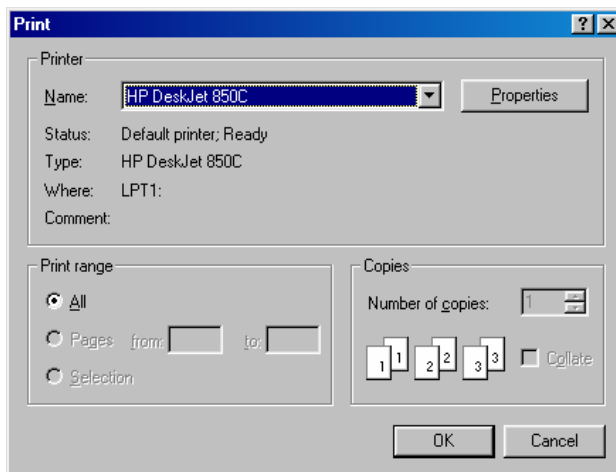 Print
Printer
Name: HP DeskJet 850C Properties
Status: Default printer; Ready
Type: HP DeskJet 850C
Where: LPT1:
Comment:
Print range
All
Pages from: to:
Selection
Copies
Number of copies: 1
1 1 2 2 3 3 Collate
OK Cancel